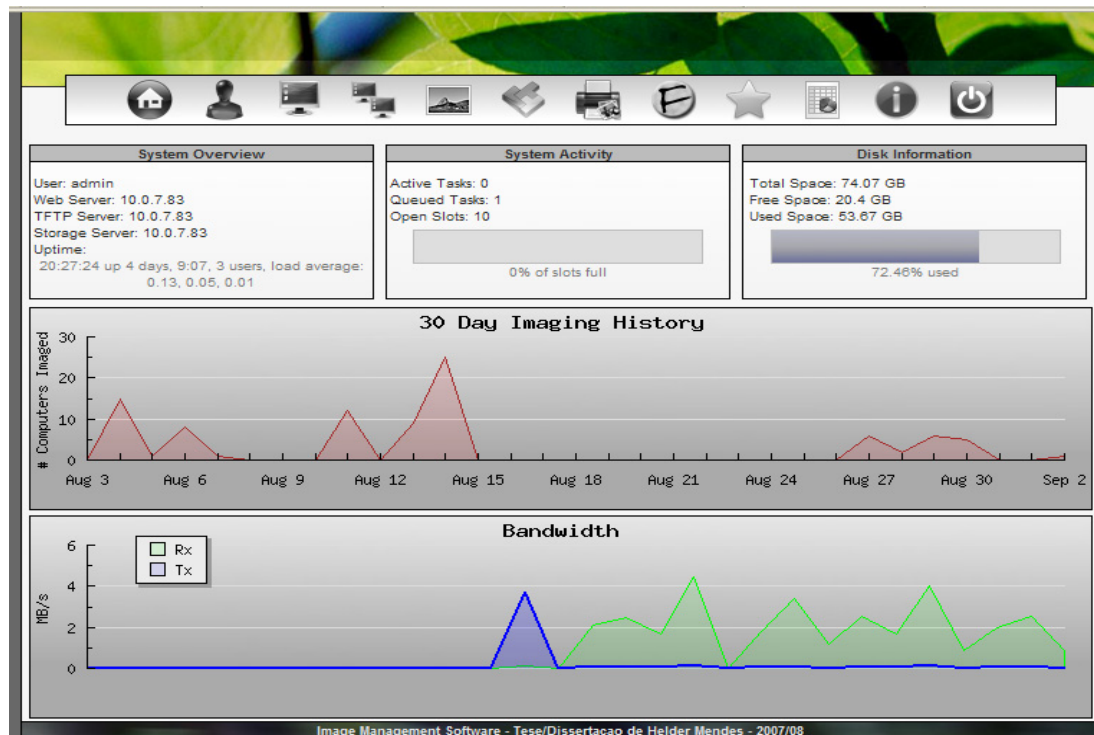 System Overview
User: admin
Web Server: 10.0.7.83
TFTP Server: 10.0.7.83
Storage Server: 10.0.7.83
Uptime:
20:27:24 up 4 days, 9:07, 3 users, load average:
0.13, 0.05, 0.01
System Activity
Active Tasks: 0
Queued Tasks: 1
Open Slots: 10
0% of slots full
Disk Information
Total Space: 74.07 GB
Free Space: 20.4 GB
Used Space: 53.67 GB
72.46% used
30 Day Imaging History
# Computers Imaged
30
20
10
0
Aug 3 Aug 6 Aug 9 Aug 12 Aug 15 Aug 18 Aug 21 Aug 24 Aug 27 Aug 30 Sep 2
Bandwidth
Rx
Tx
MB/s
6
4
2
0
Image Management Software - Tese/Dissertacao de Helder Mendes - 2007/08